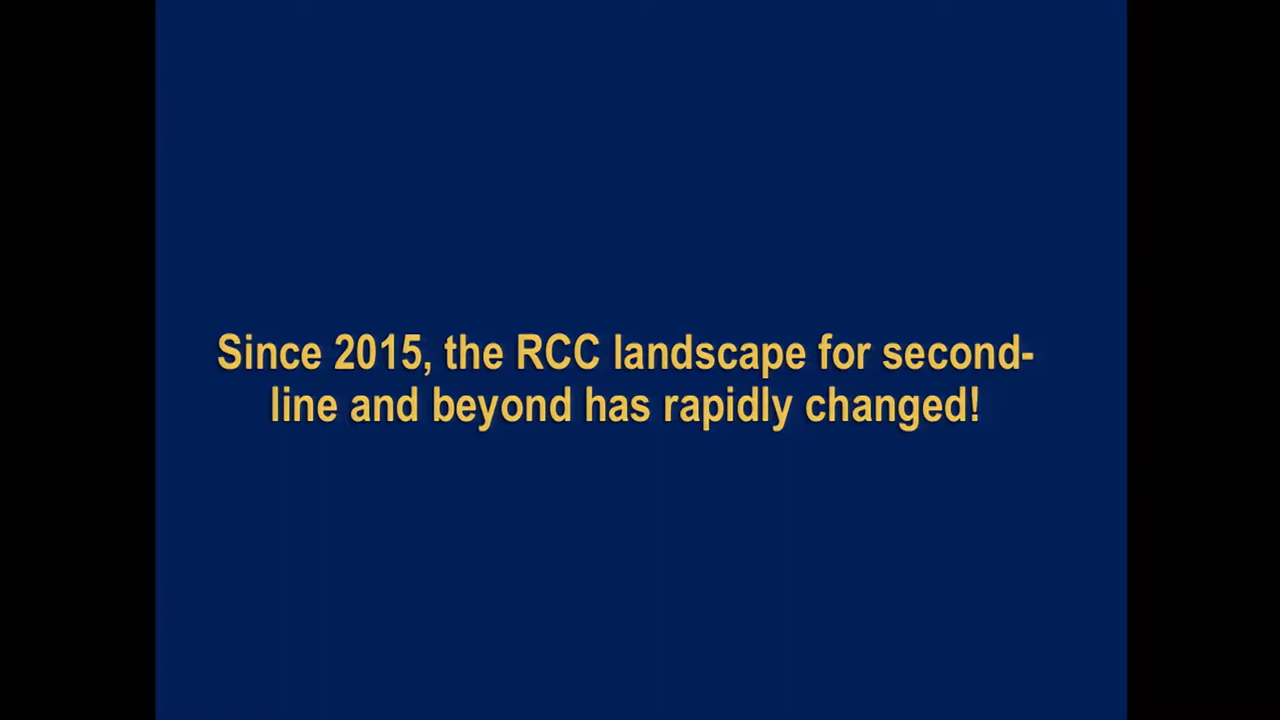 Since 2015, the RCC landscape for second-
line and beyond has rapidly changed!